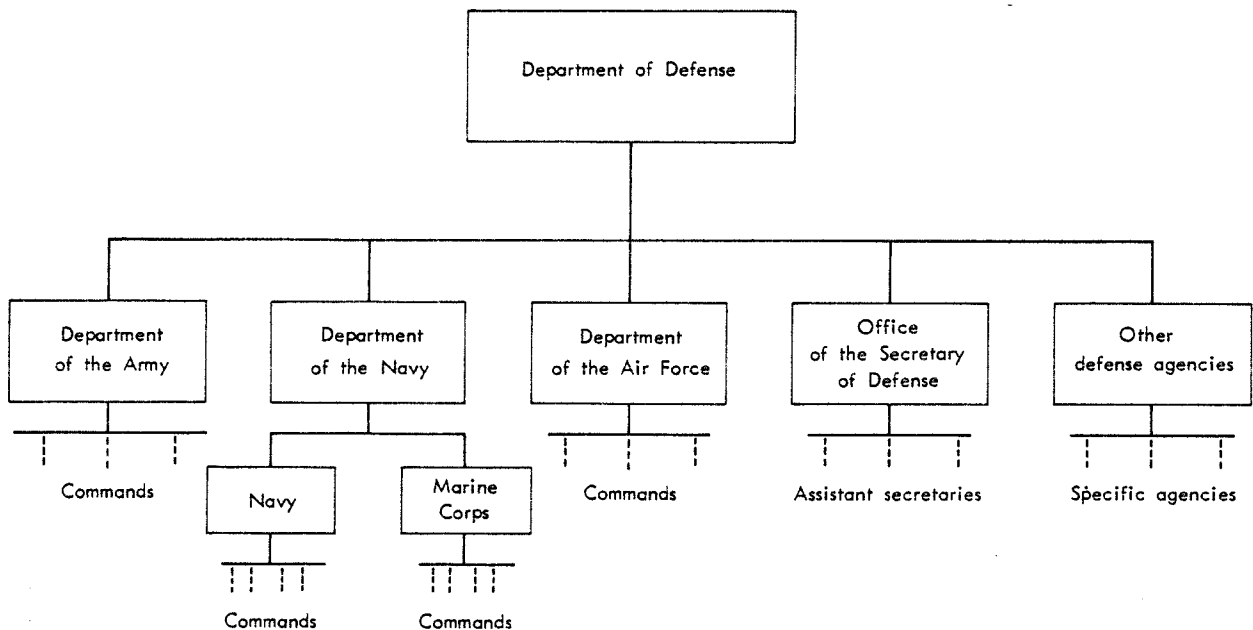 Department of Defense
Department
of the Army
Department
of the Navy
Department
of the Air Force
Office
of the Secretary
of Defense
Other
defense agencies
Commands
Navy
Marine
Corps
Commands
Assistant secretaries
Specific agencies
Commands
Commands